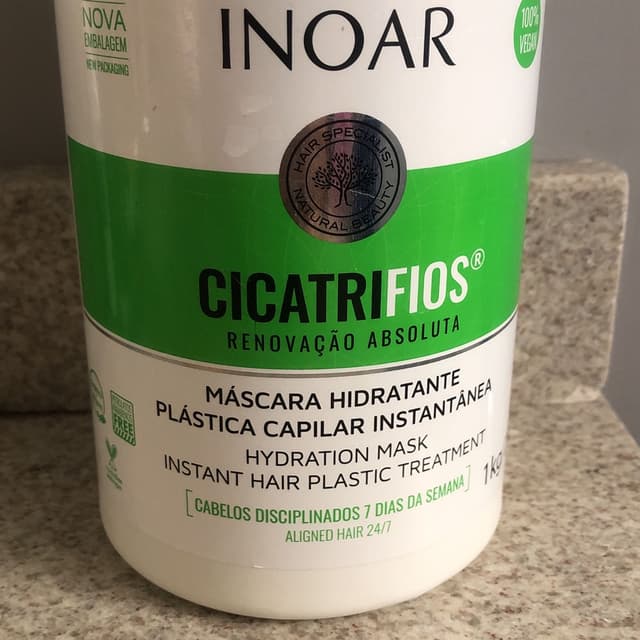 NOVA
EMBALAGEM
NEW PACKAGING
INOAR
100%
VEGAN
HAIR SPECIALIST
NATURAL BEAUTY
CICATRIFIOS®
RENOVAÇÃO ABSOLUTA
MÁSCARA HIDRATANTE
PLÁSTICA CAPILAR INSTANTÂNEA
HYDRATION MASK
INSTANT HAIR PLASTIC TREATMENT
1kg
[CABELOS DISCIPLINADOS 7 DIAS DA SEMANA]
ALIGNED HAIR 24/7
FREE